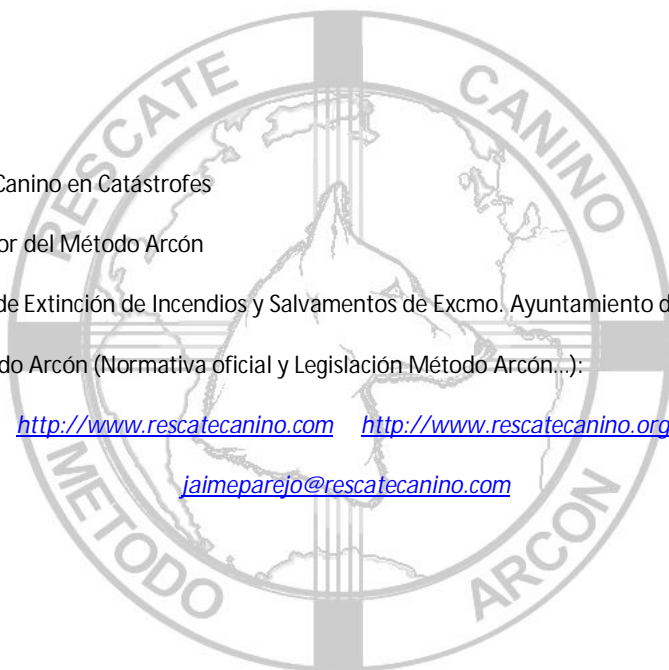 RESCATE CANINO
Canino en Catástrofes
or del Método Arcón
de Extinción de Incendios y Salvamentos de Excmo. Ayuntamiento d
do Arcón (Normativa oficial y Legislación Método Arcón...):
http://www.rescatecanino.com http://www.rescatecanino.org
jaimeparejo@rescatecanino.com
METODO ARCON